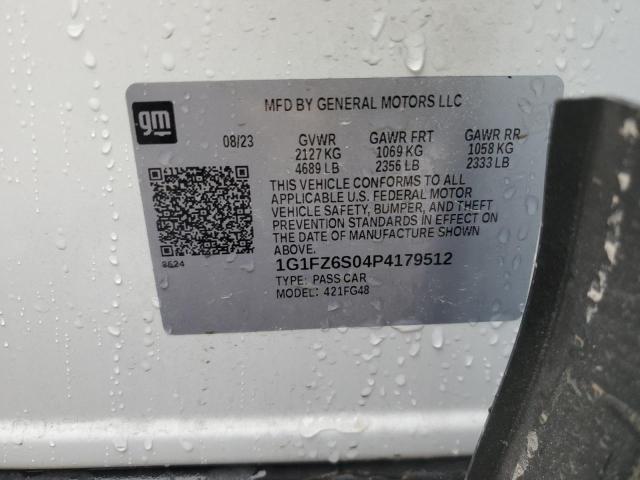 MFD BY GENERAL MOTORS LLC
gm
08/23 GVWR GAWR FRT GAWR RR
2127 KG 1069 KG 1058 KG
4689 LB 2356 LB 2333 LB
THIS VEHICLE CONFORMS TO ALL
APPLICABLE U.S. FEDERAL MOTOR
VEHICLE SAFETY, BUMPER, AND THEFT
PREVENTION STANDARDS IN EFFECT ON
THE DATE OF MANUFACTURE SHOWN
ABOVE.
1G1FZ6S04P4179512
TYPE: PASS CAR
MODEL: 421FG48